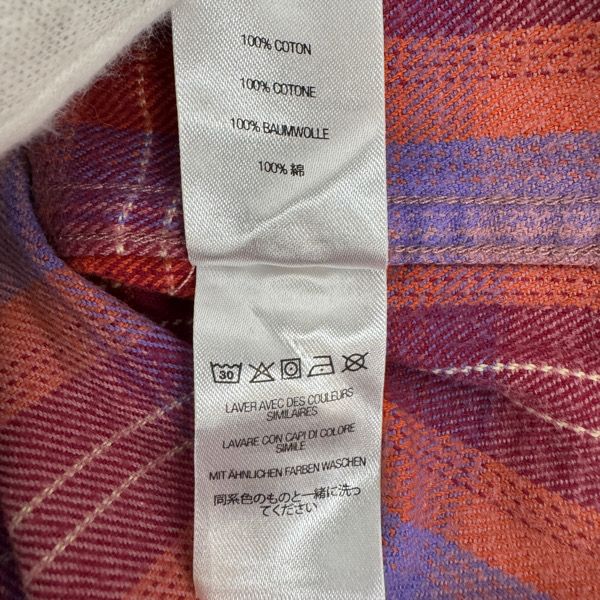 100% COTON
100% COTONE
100% BAUMWOLLE
100% 綿
30
LAVER AVEC DES COULEURS
SIMILAIRES
LAVARE CON CAPI DI COLORE
SIMILE
MIT ÄHNLICHEN FARBEN WASCHEN
同系色のものと一緒に洗っ
てください